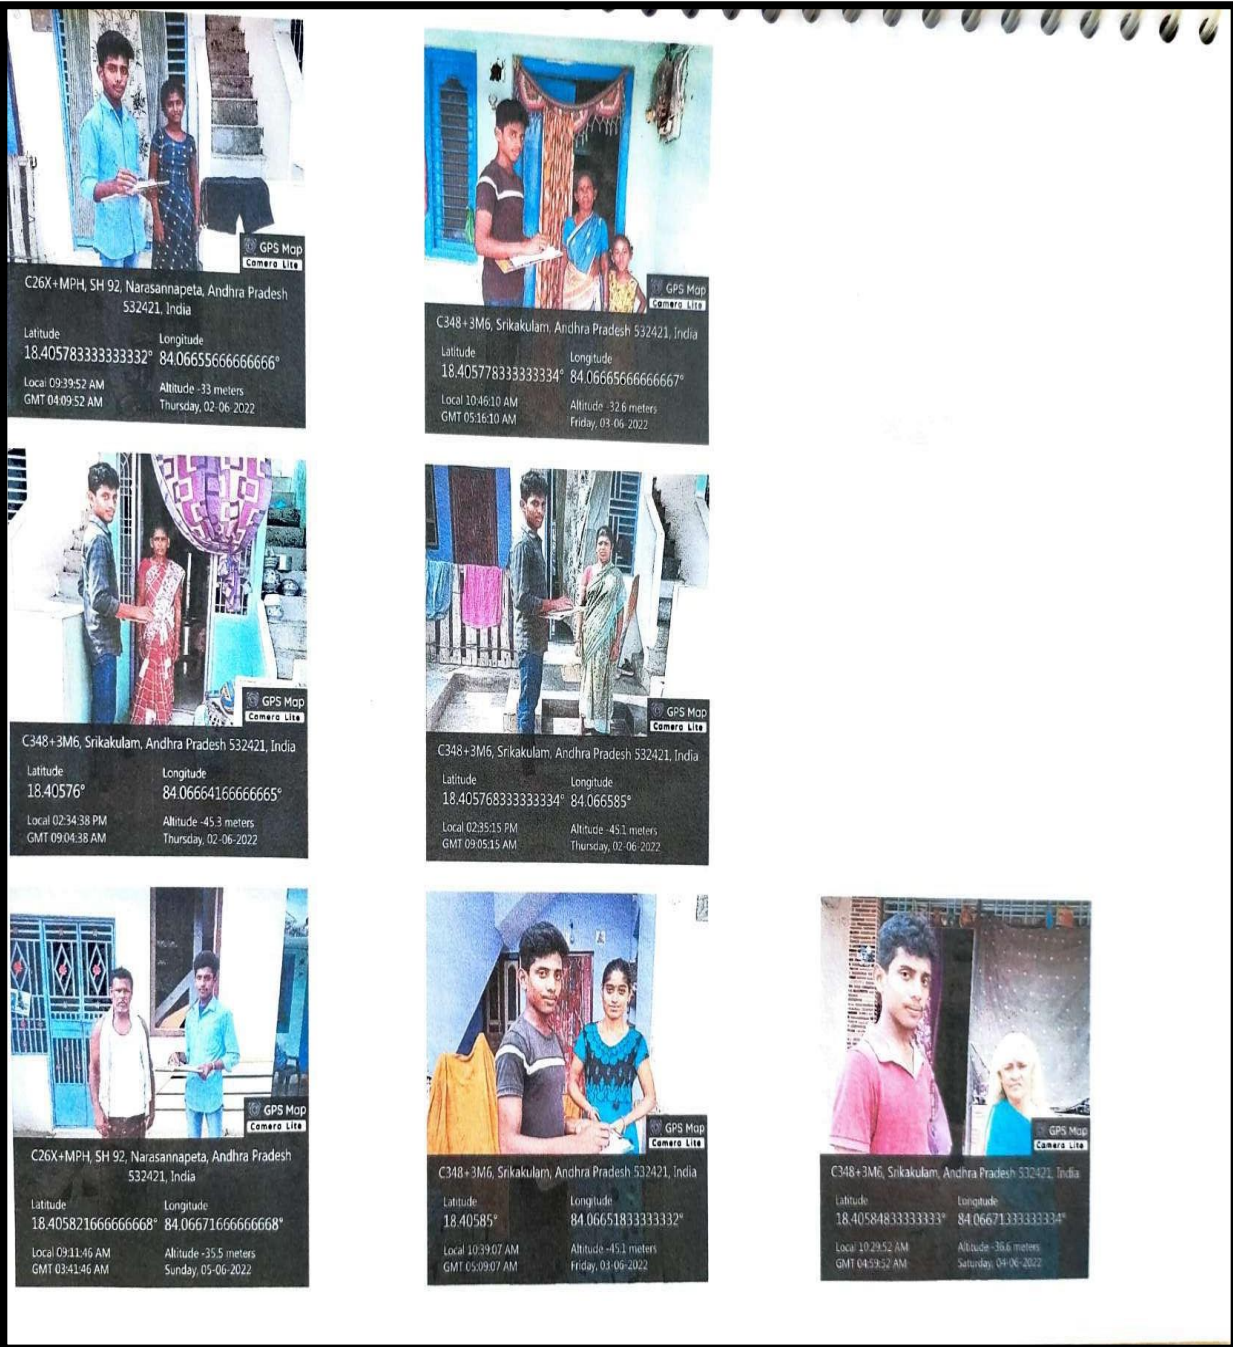 GPS Map
Camera Lite
C26X+MPH, SH 92, Narasannapeta, Andhra Pradesh
532421, India
Latitude
18.405783333333332°
Longitude
84.06655666666666°
Local 09:39:52 AM
GMT 04:09:52 AM
Altitude -33 meters
Thursday, 02-06-2022
GPS Map
Camera Lite
C348+3M6, Srikakulam, Andhra Pradesh 532421, India
Latitude
18.405778333333334°
Longitude
84.06665666666667°
Local 10:46:10 AM
GMT 05:16:10 AM
Altitude -32.6 meters
Friday, 03-06-2022
GPS Map
Camera Lite
C348+3M6, Srikakulam, Andhra Pradesh 532421, India
Latitude
18.40576°
Longitude
84.06664166666665°
Local 02:34:38 PM
GMT 09:04:38 AM
Altitude -45.3 meters
Thursday, 02-06-2022
GPS Map
Camera Lite
C348+3M6, Srikakulam, Andhra Pradesh 532421, India
Latitude
18.405768333333334°
Longitude
84.066585°
Local 02:35:15 PM
GMT 09:05:15 AM
Altitude -45.1 meters
Thursday, 02-06-2022
GPS Map
Camera Lite
C26X+MPH, SH 92, Narasannapeta, Andhra Pradesh
532421, India
Latitude
18.405821666666668°
Longitude
84.06671666666668°
Local 09:11:46 AM
GMT 03:41:46 AM
Altitude -35.5 meters
Sunday, 05-06-2022
GPS Map
Camera Lite
C348+3M6, Srikakulam, Andhra Pradesh 532421, India
Latitude
18.40585°
Longitude
84.06651833333332°
Local 10:39:07 AM
GMT 05:09:07 AM
Altitude -45.1 meters
Friday, 03-06-2022
GPS Map
Camera Lite
C348+3M6, Srikakulam, Andhra Pradesh 532421, India
Latitude
18.40584833333333°
Longitude
84.06671333333334°
Local 10:29:52 AM
GMT 04:59:52 AM
Altitude -36.6 meters
Saturday, 04-06-2022